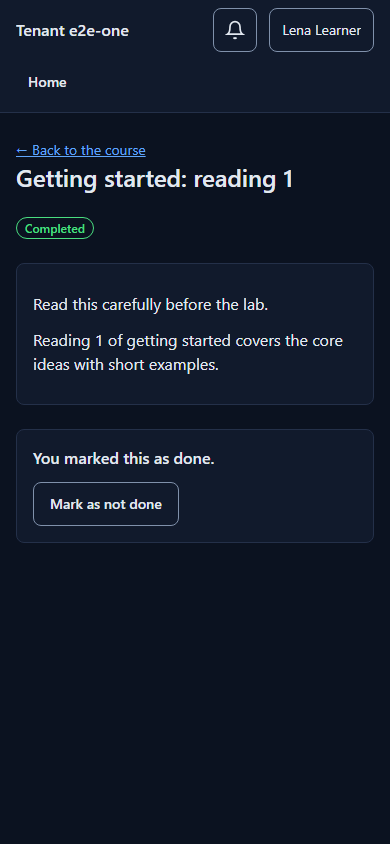 Tenant e2e-one
Lena Learner
Home
← Back to the course
Getting started: reading 1
Completed
Read this carefully before the lab.
Reading 1 of getting started covers the core
ideas with short examples.
You marked this as done.
Mark as not done